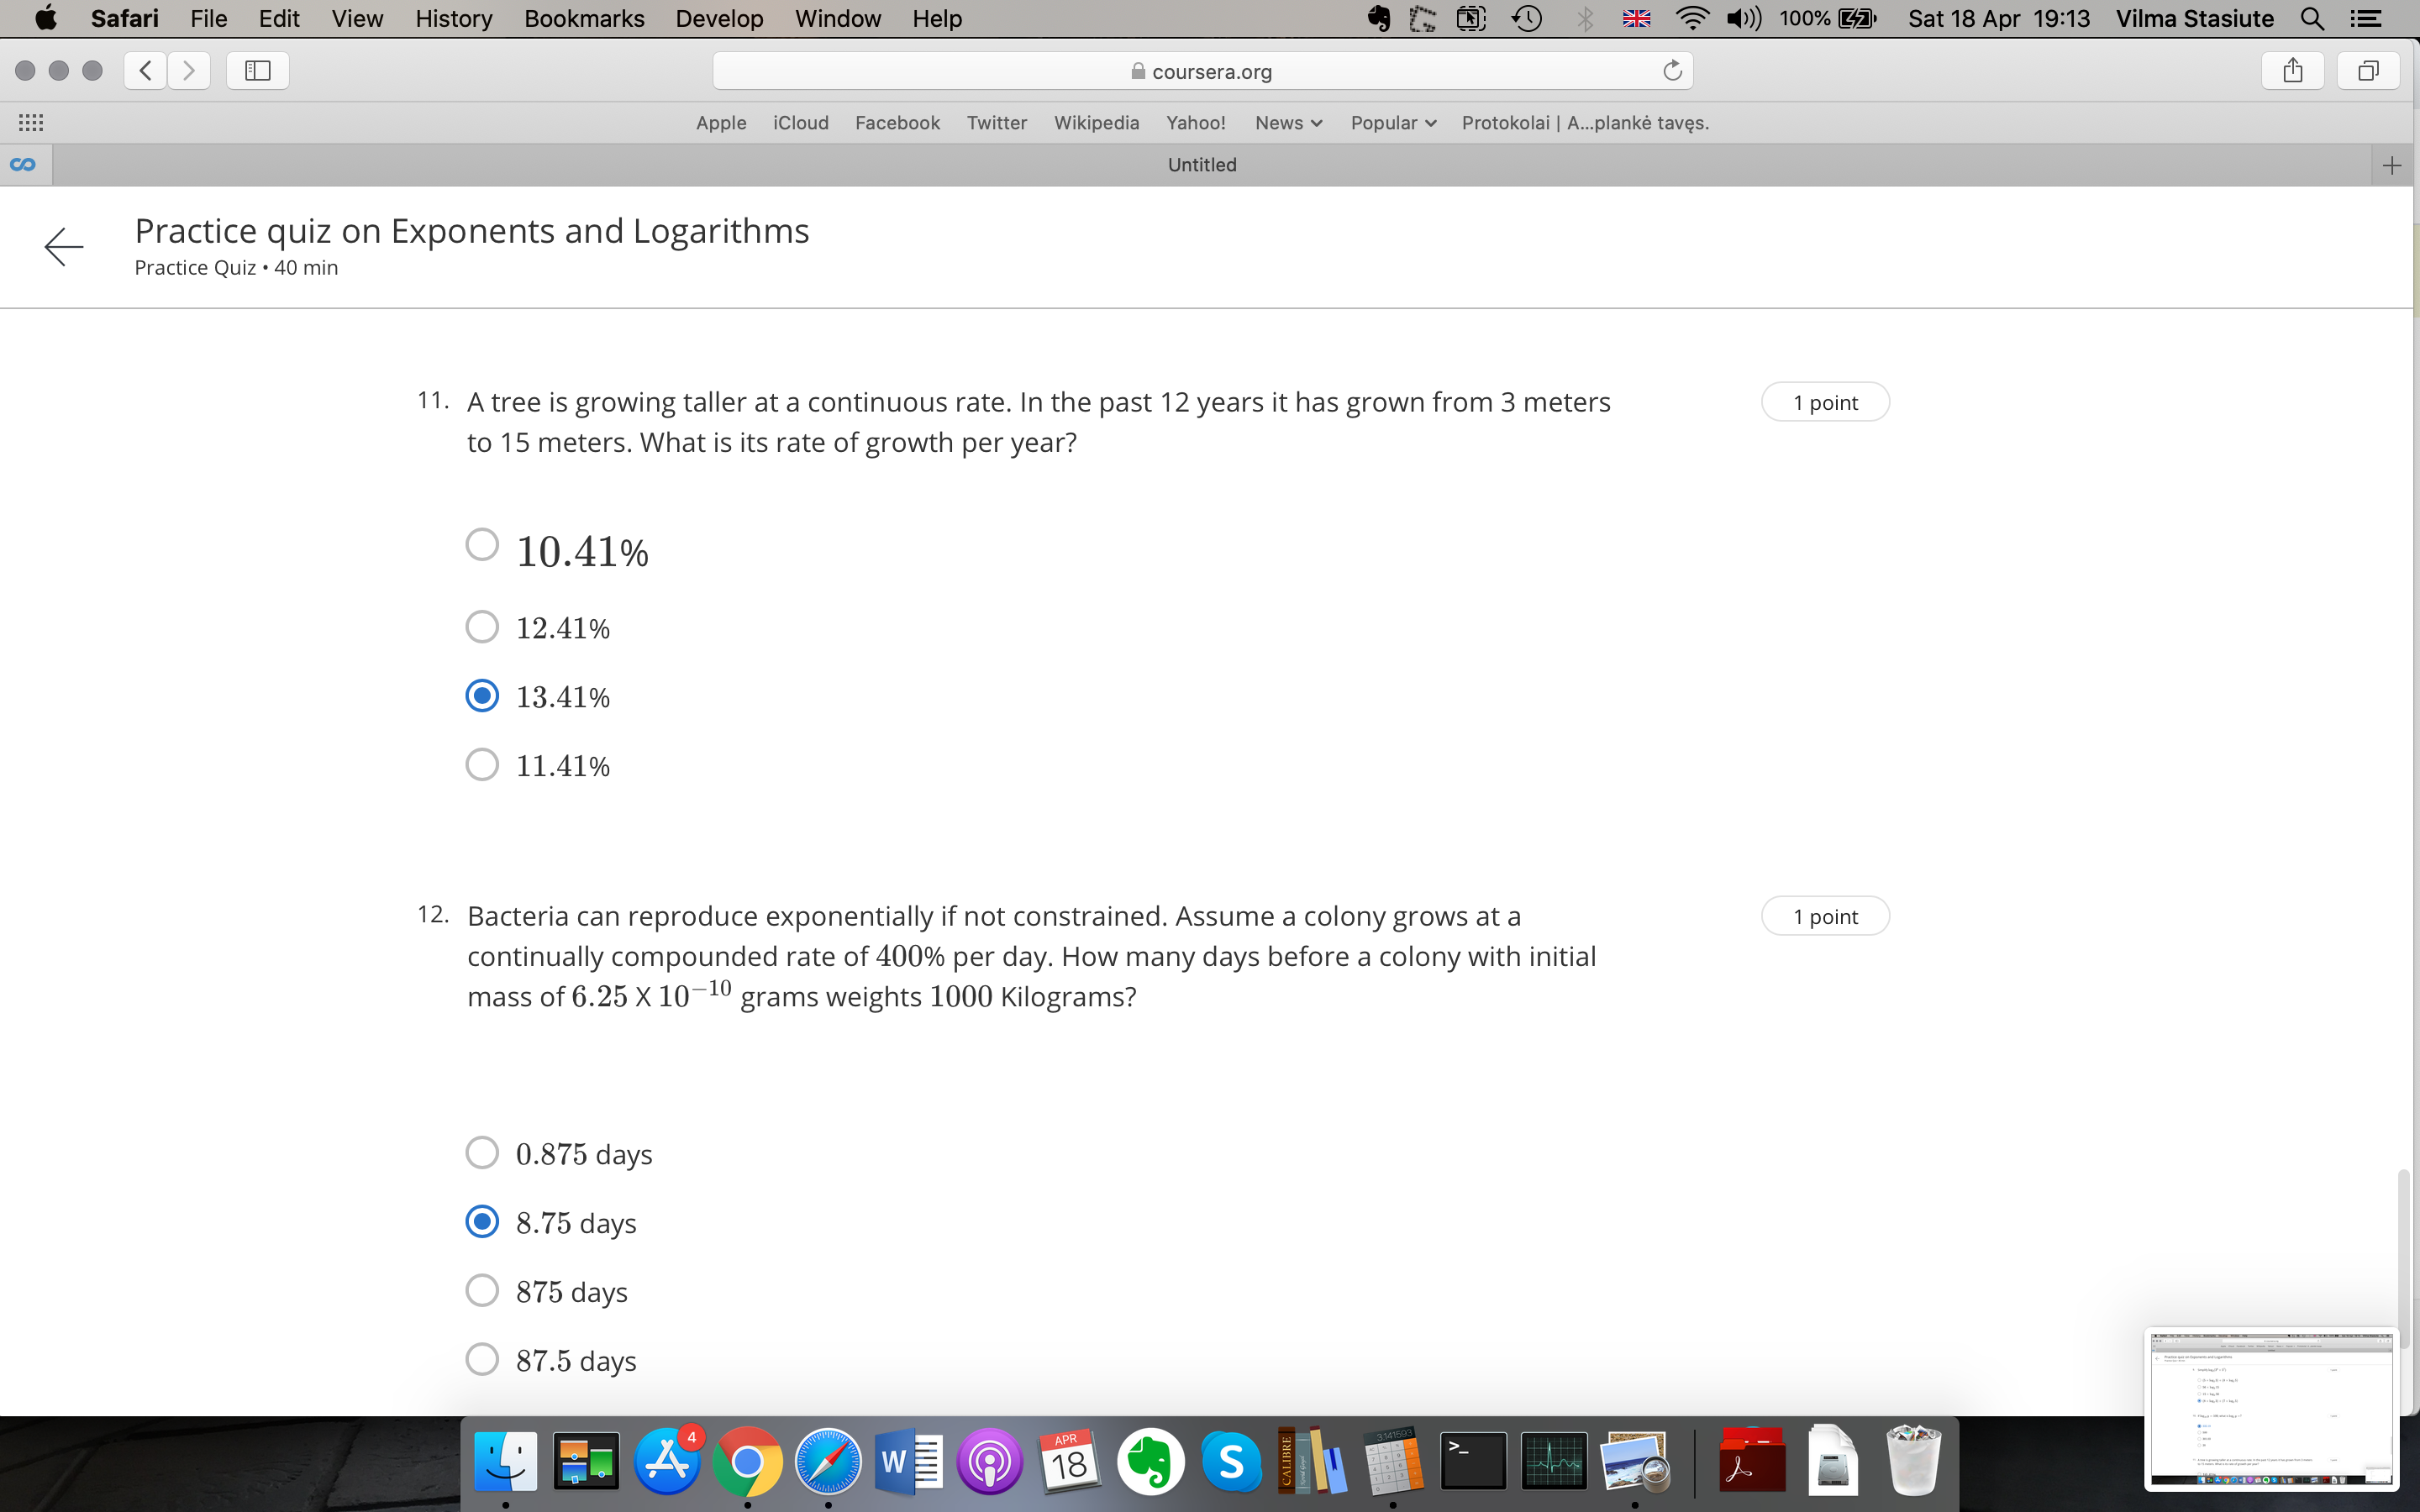 Safari File Edit View History Bookmarks Develop Window Help 100% Sat 18 Apr 19:13 Vilma Stasiute
coursera.org
Apple iCloud Facebook Twitter Wikipedia Yahoo! News Popular Protokolai | A...plankė tavęs.
Untitled
Practice quiz on Exponents and Logarithms
Practice Quiz • 40 min
11. A tree is growing taller at a continuous rate. In the past 12 years it has grown from 3 meters
to 15 meters. What is its rate of growth per year?
1 point
10.41%
12.41%
13.41%
11.41%
12. Bacteria can reproduce exponentially if not constrained. Assume a colony grows at a
continually compounded rate of 400% per day. How many days before a colony with initial
mass of 6.25 X 10⁻¹⁰ grams weights 1000 Kilograms?
1 point
0.875 days
8.75 days
875 days
87.5 days
4
W
APR
18
S
CALIBRE
3.141593
>_